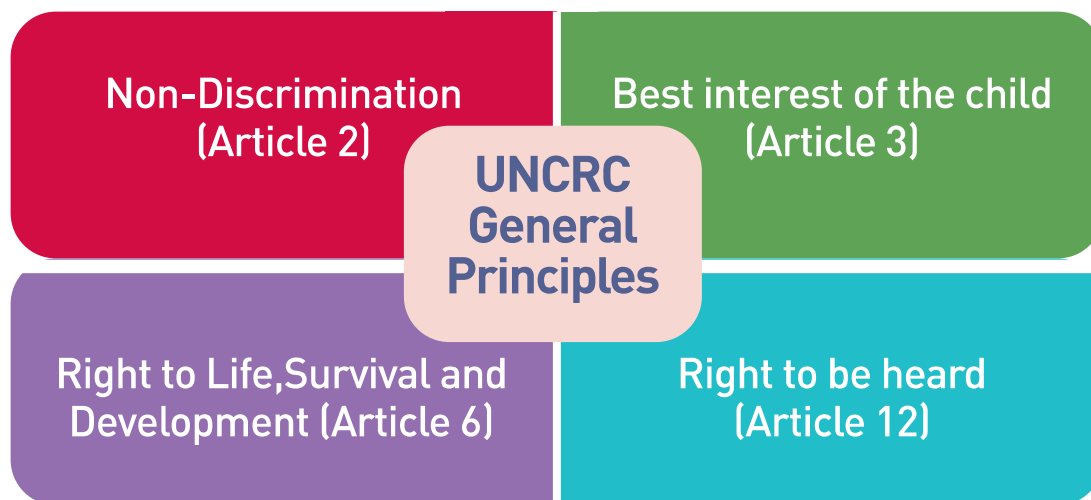 Non-Discrimination
(Article 2)
Best interest of the child
(Article 3)
UNCRC
General
Principles
Right to Life,Survival and
Development (Article 6)
Right to be heard
(Article 12)